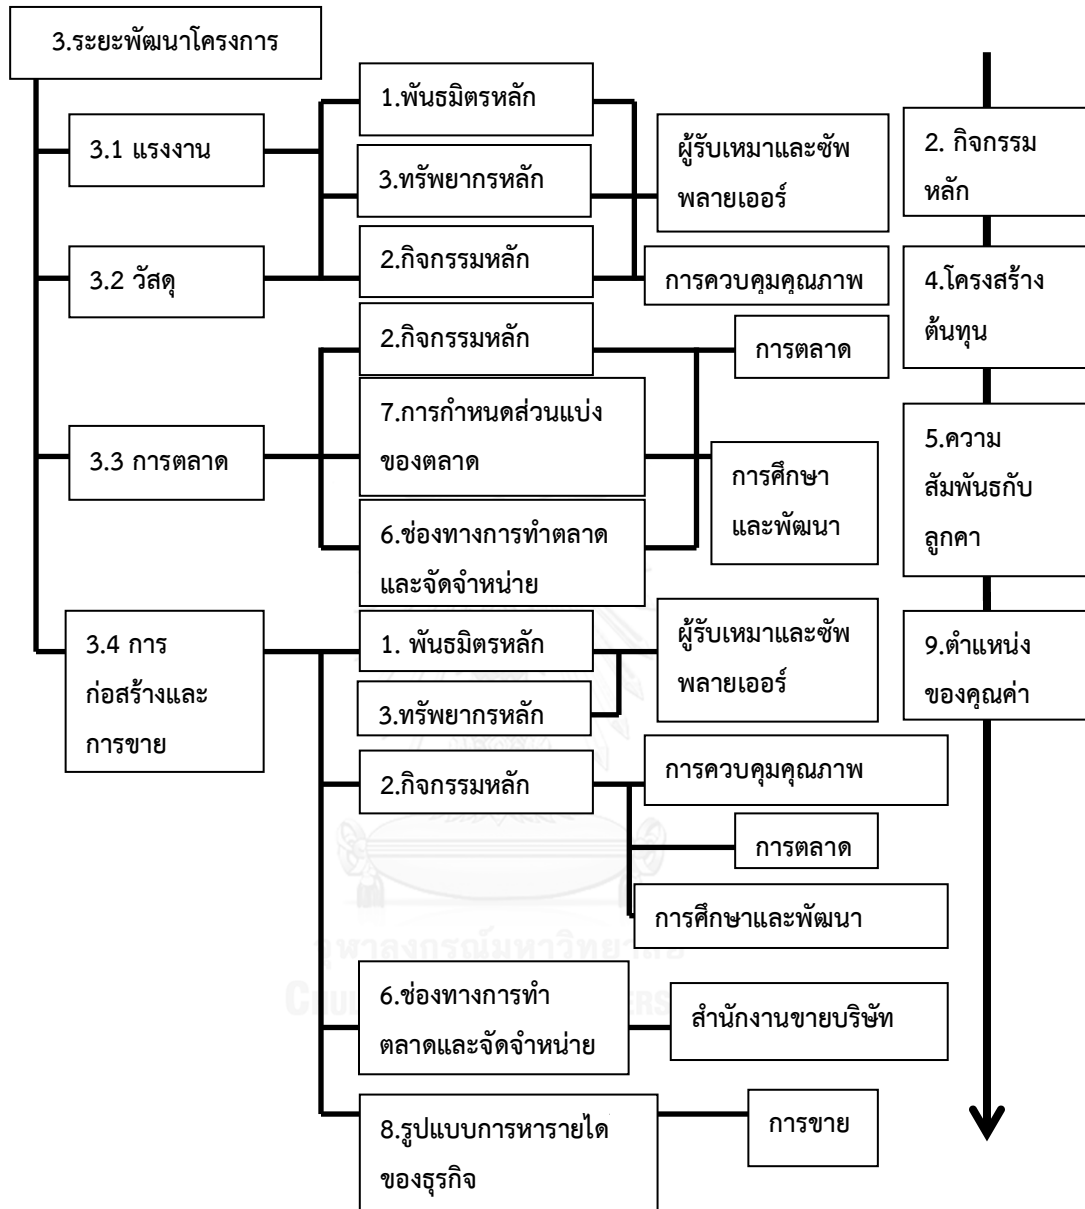 3.ระยะพัฒนาโครงการ
3.1 แรงงาน
1.พันธมิตรหลัก
3.ทรัพยากรหลัก
ผู้รับเหมาและซัพ
พลายเออร์
2. กิจกรรม
หลัก
3.2 วัสดุ
2.กิจกรรมหลัก
การควบคุมคุณภาพ
4.โครงสร้าง
ต้นทุน
2.กิจกรรมหลัก
การตลาด
3.3 การตลาด
7.การกำหนดส่วนแบ่ง
ของตลาด
การศึกษา
และพัฒนา
5.ความ
สัมพันธกับ
ลูกคา
6.ช่องทางการทำตลาด
และจัดจำหน่าย
3.4 การ
ก่อสร้างและ
การขาย
1. พันธมิตรหลัก
3.ทรัพยากรหลัก
ผู้รับเหมาและซัพ
พลายเออร์
9.ตำแหน่ง
ของคุณค่า
2.กิจกรรมหลัก
การควบคุมคุณภาพ
การตลาด
การศึกษาและพัฒนา
จุฬาลงกรณ์มหาวิทยาลัย
6.ช่องทางการทำ
ตลาดและจัดจำหน่าย
สำนักงานขายบริษัท
8.รูปแบบการหารายได
ของธุรกิจ
การขาย